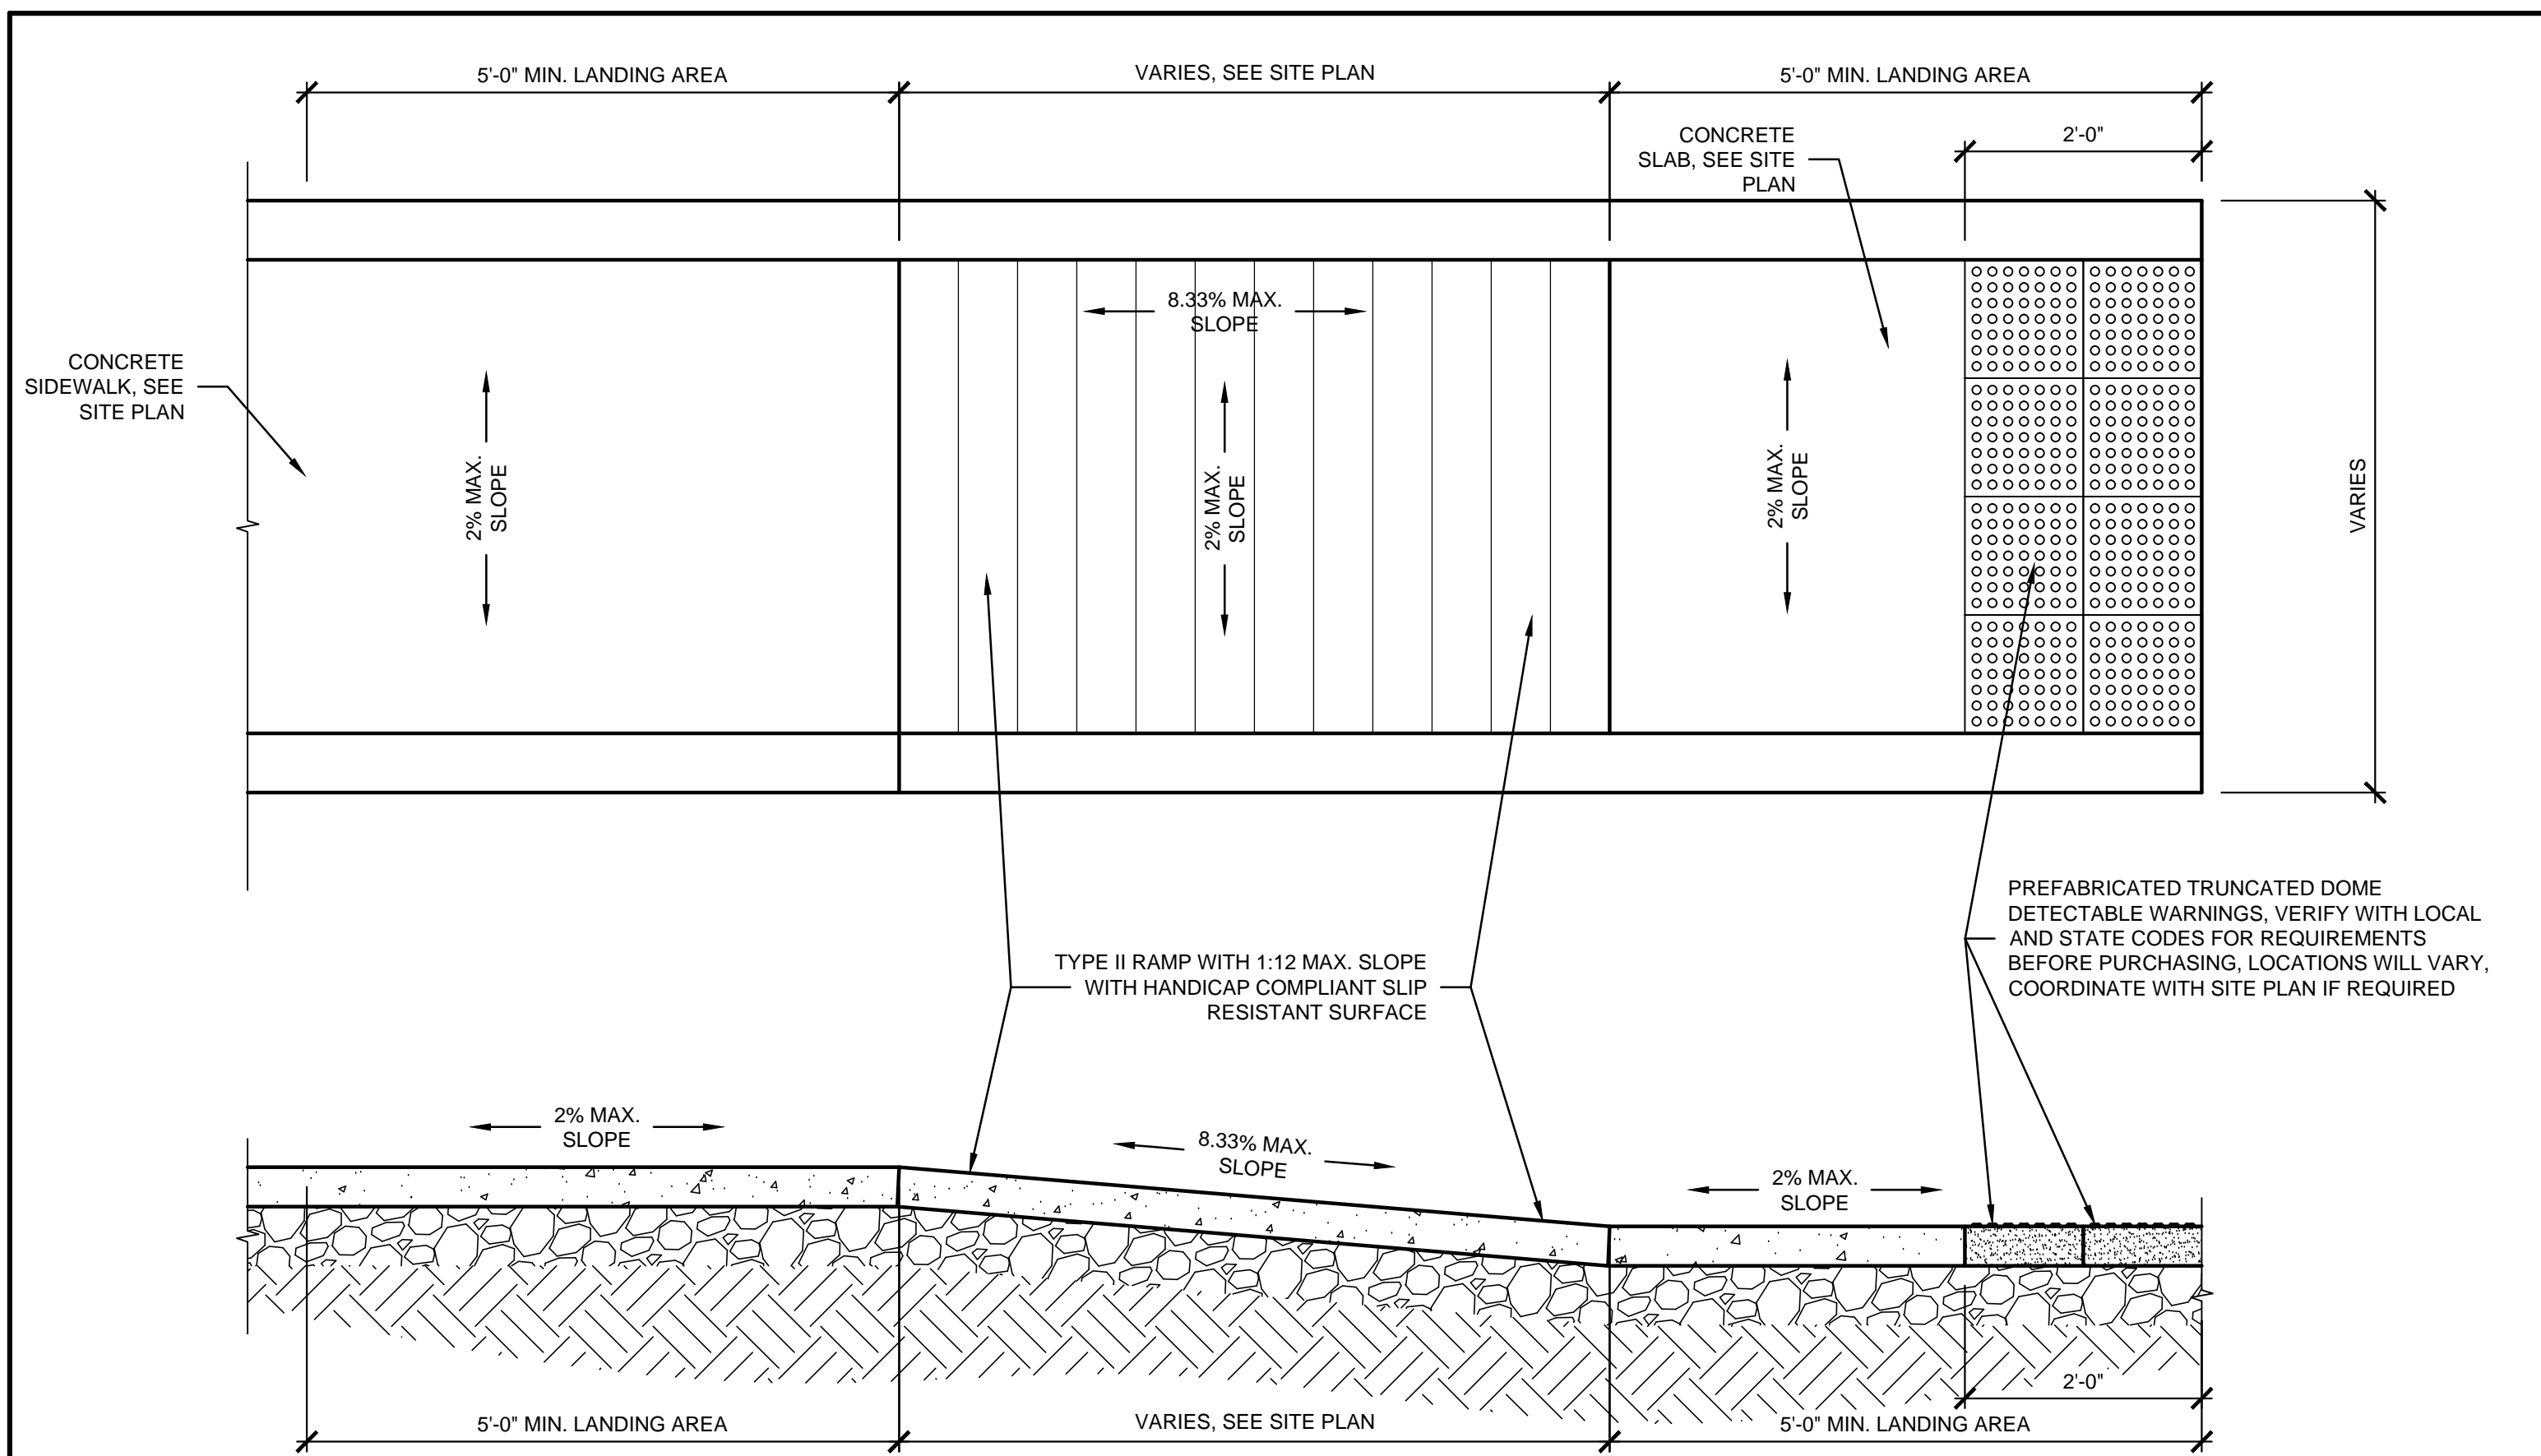 5'-0" MIN. LANDING AREA
VARIES, SEE SITE PLAN
5'-0" MIN. LANDING AREA
CONCRETE
SLAB, SEE SITE
PLAN
2'-0"
8.33% MAX.
SLOPE
CONCRETE
SIDEWALK, SEE
SITE PLAN
2% MAX.
SLOPE
2% MAX.
SLOPE
2% MAX.
SLOPE
VARIES
PREFABRICATED TRUNCATED DOME
DETECTABLE WARNINGS, VERIFY WITH LOCAL
AND STATE CODES FOR REQUIREMENTS
BEFORE PURCHASING, LOCATIONS WILL VARY,
COORDINATE WITH SITE PLAN IF REQUIRED
TYPE II RAMP WITH 1:12 MAX. SLOPE
WITH HANDICAP COMPLIANT SLIP
RESISTANT SURFACE
2% MAX.
SLOPE
8.33% MAX.
SLOPE
2% MAX.
SLOPE
2'-0"
5'-0" MIN. LANDING AREA
VARIES, SEE SITE PLAN
5'-0" MIN. LANDING AREA